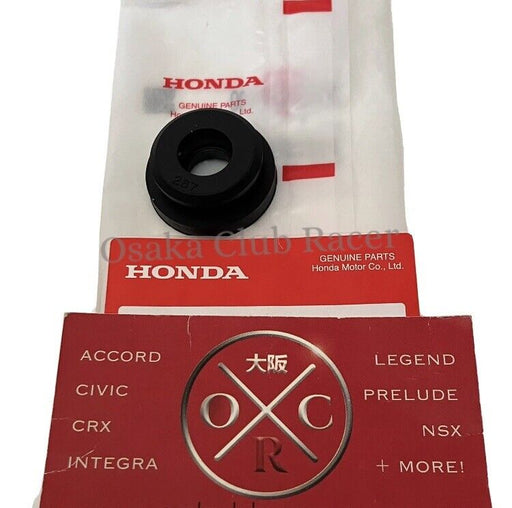 HONDA
GENUINE PARTS
267
Osaka Club Racer
HONDA
GENUINE PARTS
Honda Motor Co., Ltd.
ACCORD
CIVIC
CRX
INTEGRA
大阪
O C
R
LEGEND
PRELUDE
NSX
+ MORE!